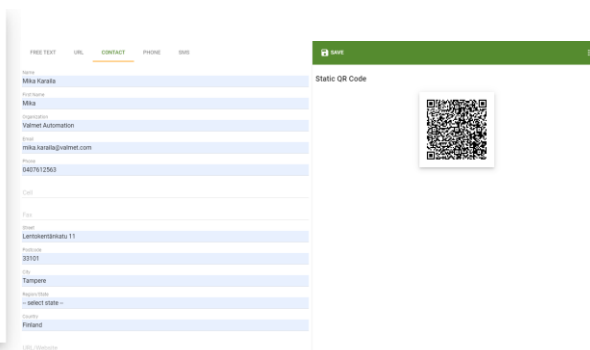 FREE TEXT URL CONTACT PHONE SMS
Name
Mika Karaila
First Name
Mika
Organization
Valmet Automation
Email
mika.karaila@valmet.com
Phone
0407612563
Cell
Fax
Street
Lentokentänkatu 11
Postcode
33101
City
Tampere
Region/State
-- select state --
Country
Finland
URL/Website
SAVE
Static QR Code